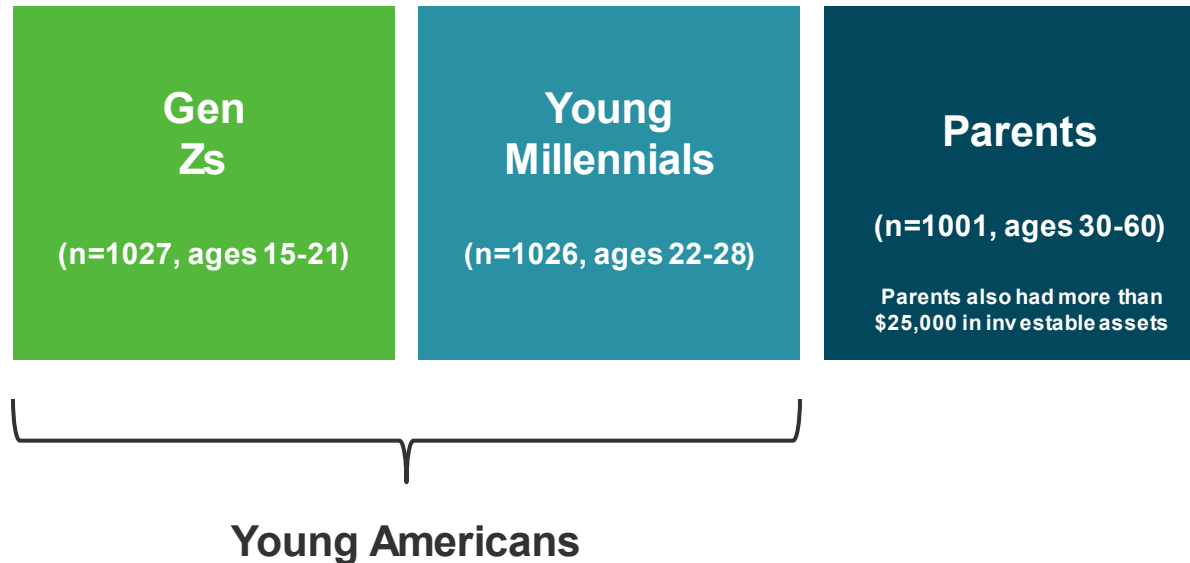 Gen
Zs
(n=1027, ages 15-21)
Young
Millennials
(n=1026, ages 22-28)
Parents
(n=1001, ages 30-60)
Parents also had more than
$25,000 in investable assets
Young Americans